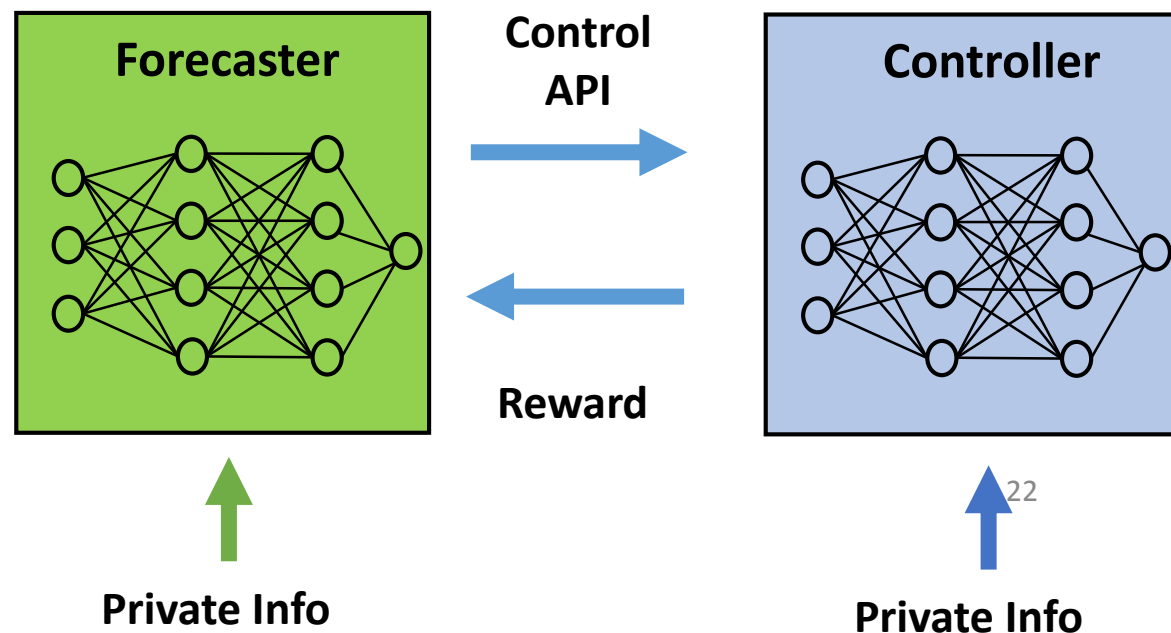 Forecaster
Control
API
Controller
Reward
22
Private Info
Private Info